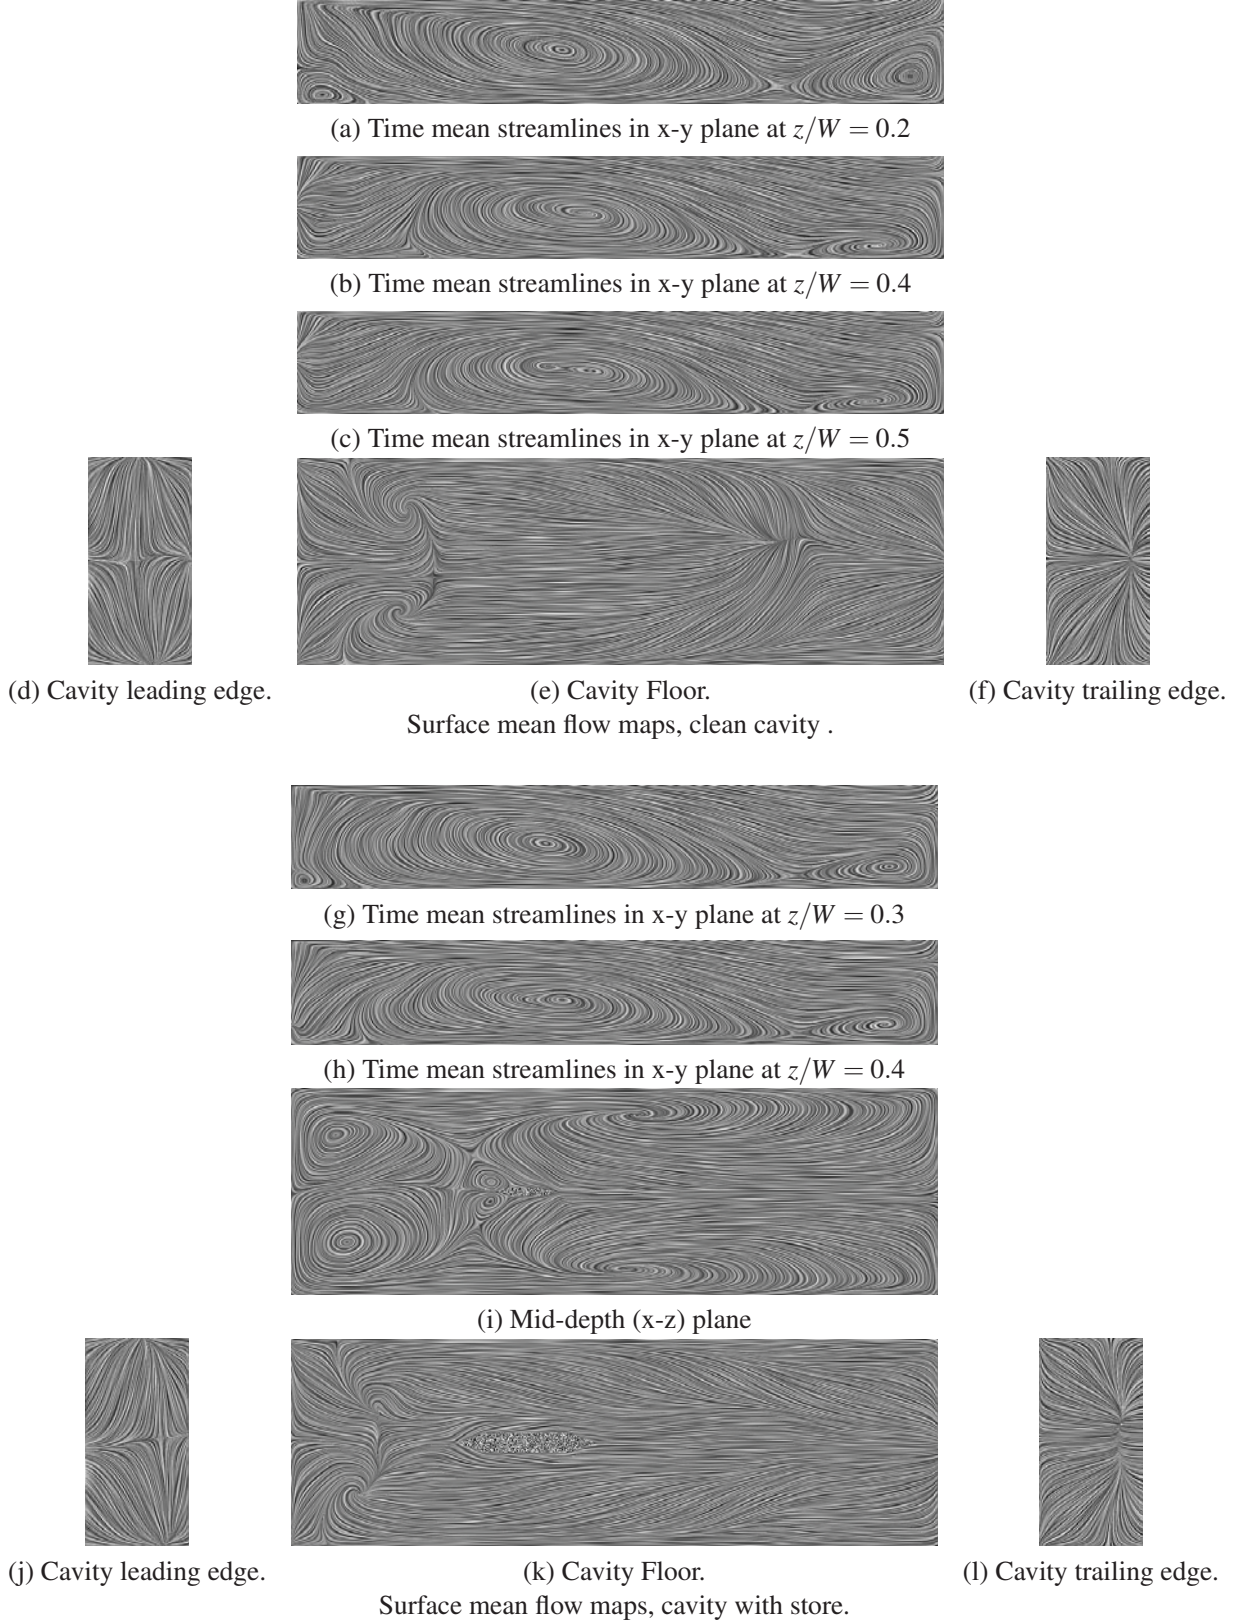 (a) Time mean streamlines in x-y plane at z/W = 0.2
(b) Time mean streamlines in x-y plane at z/W = 0.4
(c) Time mean streamlines in x-y plane at z/W = 0.5
(d) Cavity leading edge.
(e) Cavity Floor.
(f) Cavity trailing edge.
Surface mean flow maps, clean cavity .
(g) Time mean streamlines in x-y plane at z/W = 0.3
(h) Time mean streamlines in x-y plane at z/W = 0.4
(i) Mid-depth (x-z) plane
(j) Cavity leading edge.
(k) Cavity Floor.
(l) Cavity trailing edge.
Surface mean flow maps, cavity with store.